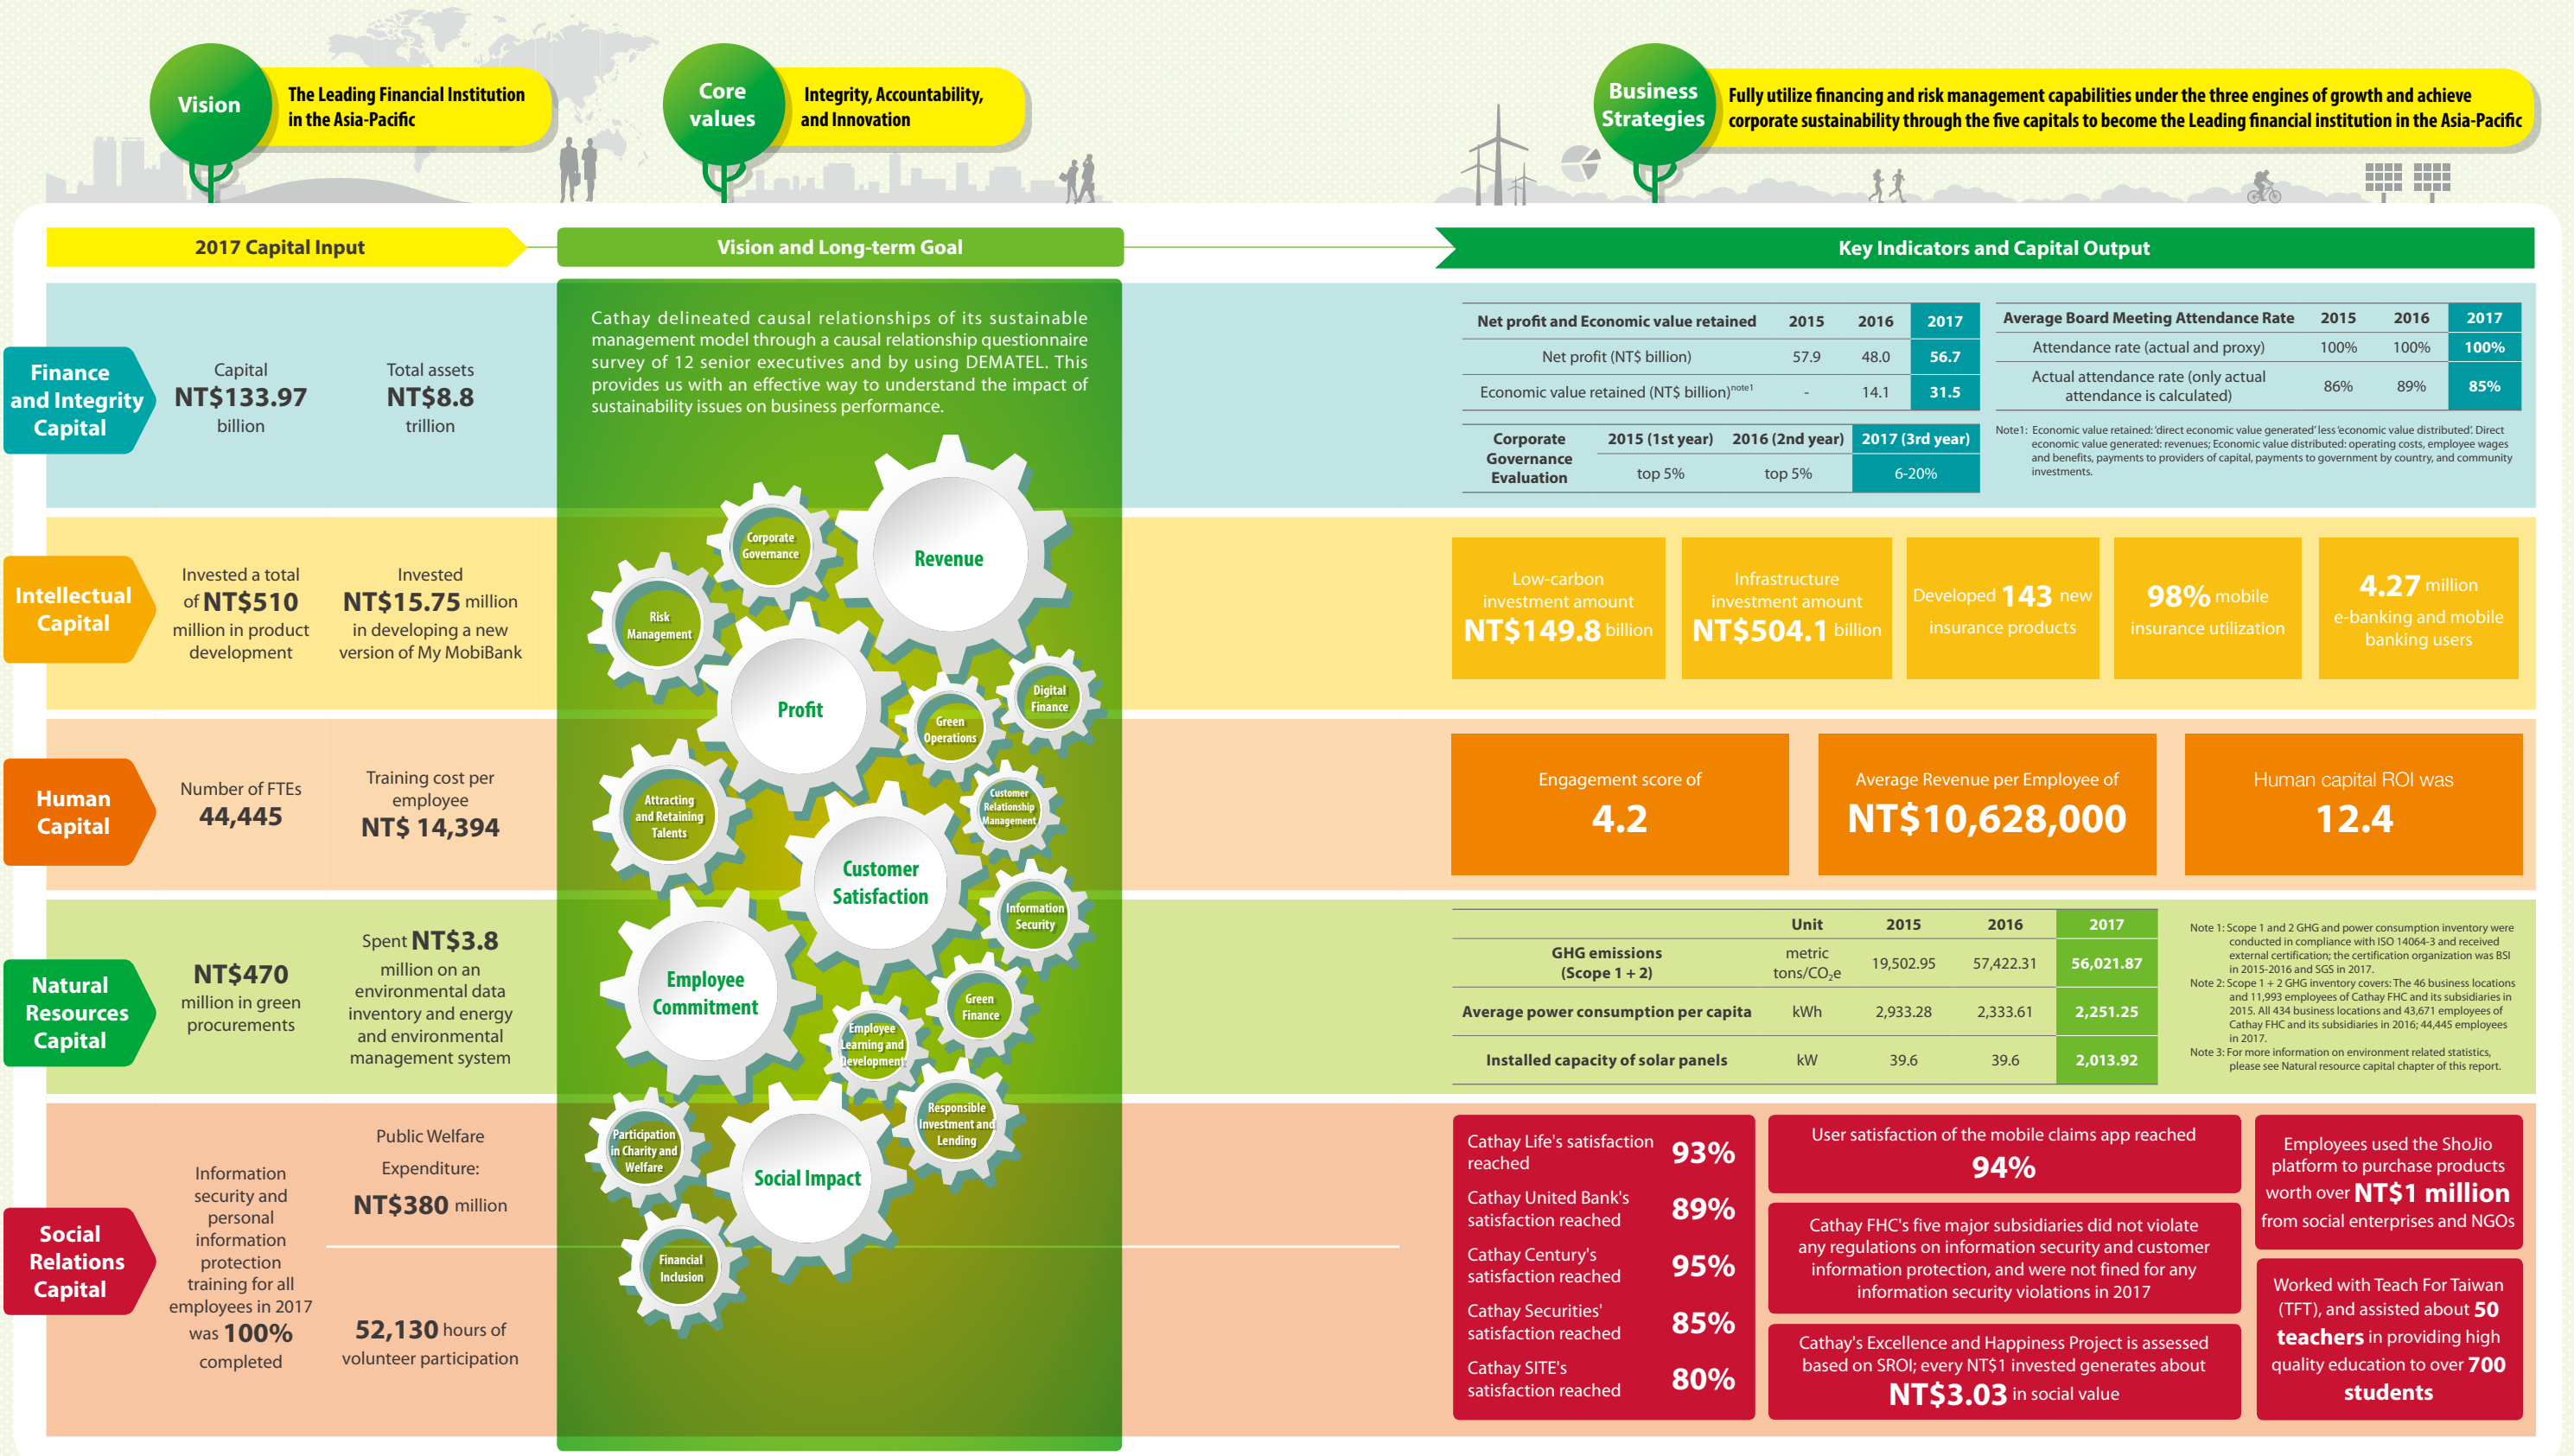 Vision
The Leading Financial Institution
in the Asia-Pacific
Core
values
Integrity, Accountability,
and Innovation
Business
Strategies
Fully utilize financing and risk management capabilities under the three engines of growth and achieve
corporate sustainability through the five capitals to become the Leading financial institution in the Asia-Pacific
2017 Capital Input
Vision and Long-term Goal
Key Indicators and Capital Output
Finance
and Integrity
Capital
Capital
NT$133.97
billion
Total assets
NT$8.8
trillion
Cathay delineated causal relationships of its sustainable
management model through a causal relationship questionnaire
survey of 12 senior executives and by using DEMATEL. This
provides us with an effective way to understand the impact of
sustainability issues on business performance.
Net profit and Economic value retained 2015 2016 2017
Net profit (NT$ billion) 57.9 48.0 56.7
Economic value retained (NT$ billion)note1 - 14.1 31.5
Corporate
Governance
Evaluation
2015 (1st year) 2016 (2nd year) 2017 (3rd year)
top 5% top 5% 6-20%
Average Board Meeting Attendance Rate 2015 2016 2017
Attendance rate (actual and proxy) 100% 100% 100%
Actual attendance rate (only actual
attendance is calculated) 86% 89% 85%
Note1: Economic value retained: 'direct economic value generated' less 'economic value distributed'. Direct
economic value generated: revenues; Economic value distributed: operating costs, employee wages
and benefits, payments to providers of capital, payments to government by country, and community
investments.
Intellectual
Capital
Invested a total
of NT$510
million in product
development
Invested
NT$15.75 million
in developing a new
version of My MobiBank
Low-carbon
investment amount
NT$149.8 billion
Infrastructure
investment amount
NT$504.1 billion
Developed 143 new
insurance products
98% mobile
insurance utilization
4.27 million
e-banking and mobile
banking users
Human
Capital
Number of FTEs
44,445
Training cost per
employee
NT$ 14,394
Engagement score of
4.2
Average Revenue per Employee of
NT$10,628,000
Human capital ROI was
12.4
Natural
Resources
Capital
NT$470
million in green
procurements
Spent NT$3.8
million on an
environmental data
inventory and energy
and environmental
management system
Unit 2015 2016 2017
GHG emissions
(Scope 1 + 2)
metric
tons/CO₂e
19,502.95 57,422.31 56,021.87
Average power consumption per capita kWh 2,933.28 2,333.61 2,251.25
Installed capacity of solar panels kW 39.6 39.6 2,013.92
Note 1: Scope 1 and 2 GHG and power consumption inventory were
conducted in compliance with ISO 14064-3 and received
external certification; the certification organization was BSI
in 2015-2016 and SGS in 2017.
Note 2: Scope 1 + 2 GHG inventory covers: The 46 business locations
and 11,993 employees of Cathay FHC and its subsidiaries in
2015. All 434 business locations and 43,671 employees of
Cathay FHC and its subsidiaries in 2016; 44,445 employees
in 2017.
Note 3: For more information on environment related statistics,
please see Natural resource capital chapter of this report.
Social
Relations
Capital
Information
security and
personal
information
protection
training for all
employees in 2017
was 100%
completed
Public Welfare
Expenditure:
NT$380 million
52,130 hours of
volunteer participation
Cathay Life's satisfaction
reached 93%
Cathay United Bank's
satisfaction reached 89%
Cathay Century's
satisfaction reached 95%
Cathay Securities'
satisfaction reached 85%
Cathay SITE's
satisfaction reached 80%
User satisfaction of the mobile claims app reached
94%
Cathay FHC's five major subsidiaries did not violate
any regulations on information security and customer
information protection, and were not fined for any
information security violations in 2017
Cathay's Excellence and Happiness Project is assessed
based on SROI; every NT$1 invested generates about
NT$3.03 in social value
Employees used the ShoJio
platform to purchase products
worth over NT$1 million
from social enterprises and NGOs
Worked with Teach For Taiwan
(TFT), and assisted about 50
teachers in providing high
quality education to over 700
students
Corporate
Governance
Revenue
Risk
Management
Profit
Digital
Finance
Green
Operations
Attracting
and Retaining
Talents
Customer
Relationship
Management
Customer
Satisfaction
Information
Security
Employee
Commitment
Green
Finance
Employee
Learning and
Development
Responsible
Investment and
Lending
Participation
in Charity and
Welfare
Social Impact
Financial
Inclusion